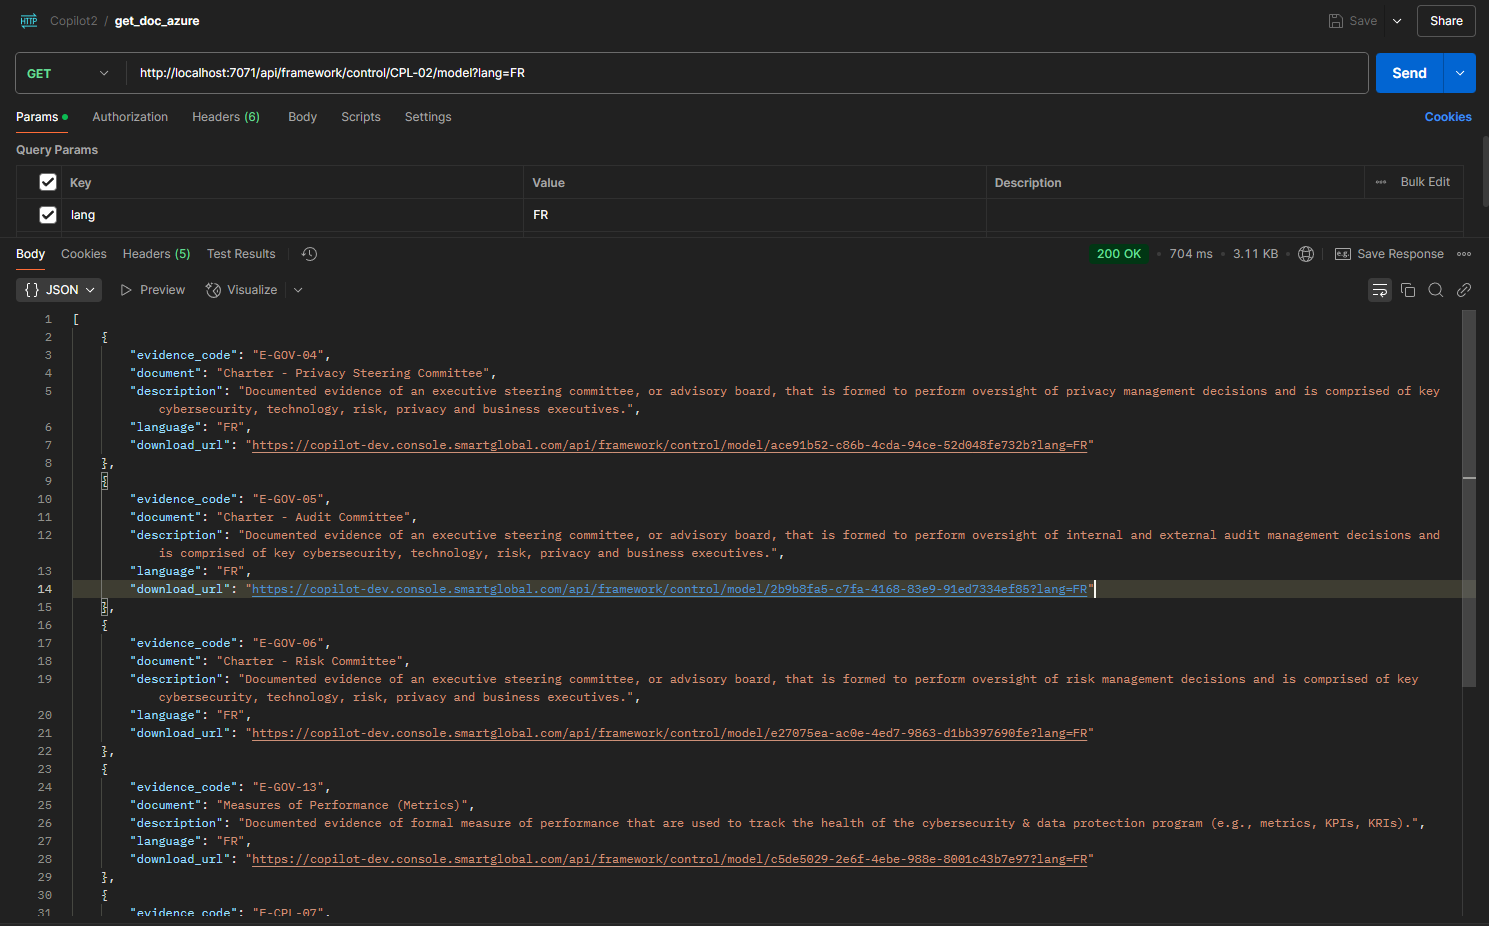 HTTP Copilot2 / get_doc_azure Save Share
GET http://localhost:7071/api/framework/control/CPL-02/model?lang=FR Send
Params Authorization Headers (6) Body Scripts Settings Cookies
Query Params
Key Value Description Bulk Edit
lang FR
Body Cookies Headers (5) Test Results 200 OK 704 ms 3.11 KB e.g. Save Response
{} JSON Preview Visualize
1 [
2 {
3 "evidence_code": "E-GOV-04",
4 "document": "Charter - Privacy Steering Committee",
5 "description": "Documented evidence of an executive steering committee, or advisory board, that is formed to perform oversight of privacy management decisions and is comprised of key
cybersecurity, technology, risk, privacy and business executives.",
6 "language": "FR",
7 "download_url": "https://copilot-dev.console.smartglobal.com/api/framework/control/model/ace91b52-c86b-4cda-94ce-52d048fe732b?lang=FR"
8 },
9 {
10 "evidence_code": "E-GOV-05",
11 "document": "Charter - Audit Committee",
12 "description": "Documented evidence of an executive steering committee, or advisory board, that is formed to perform oversight of internal and external audit management decisions and
is comprised of key cybersecurity, technology, risk, privacy and business executives.",
13 "language": "FR",
14 "download_url": "https://copilot-dev.console.smartglobal.com/api/framework/control/model/2b9b8fa5-c7fa-4168-83e9-91ed7334ef85?lang=FR"
15 },
16 {
17 "evidence_code": "E-GOV-06",
18 "document": "Charter - Risk Committee",
19 "description": "Documented evidence of an executive steering committee, or advisory board, that is formed to perform oversight of risk management decisions and is comprised of key
cybersecurity, technology, risk, privacy and business executives.",
20 "language": "FR",
21 "download_url": "https://copilot-dev.console.smartglobal.com/api/framework/control/model/e27075ea-ac0e-4ed7-9863-d1bb397690fe?lang=FR"
22 },
23 {
24 "evidence_code": "E-GOV-13",
25 "document": "Measures of Performance (Metrics)",
26 "description": "Documented evidence of formal measure of performance that are used to track the health of the cybersecurity & data protection program (e.g., metrics, KPIs, KRIs).",
27 "language": "FR",
28 "download_url": "https://copilot-dev.console.smartglobal.com/api/framework/control/model/c5de5029-2e6f-4ebe-988e-8001c43b7e97?lang=FR"
29 },
30 {
31 "evidence_code": "E-CPL-07",